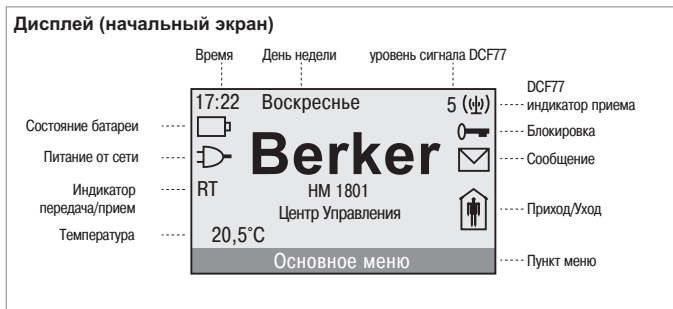 Дисплей (начальный экран)
Время День недели уровень сигнала DCF77
DCF77
индикатор приема
17:22 Воскреснье 5
Состояние батареи
Блокировка
Питание от сети
Berker
Сообщение
Индикатор
передача/прием
RT
HM 1801
Центр Управления
Приход/Уход
Температура
20,5°C
Основное меню
Пункт меню